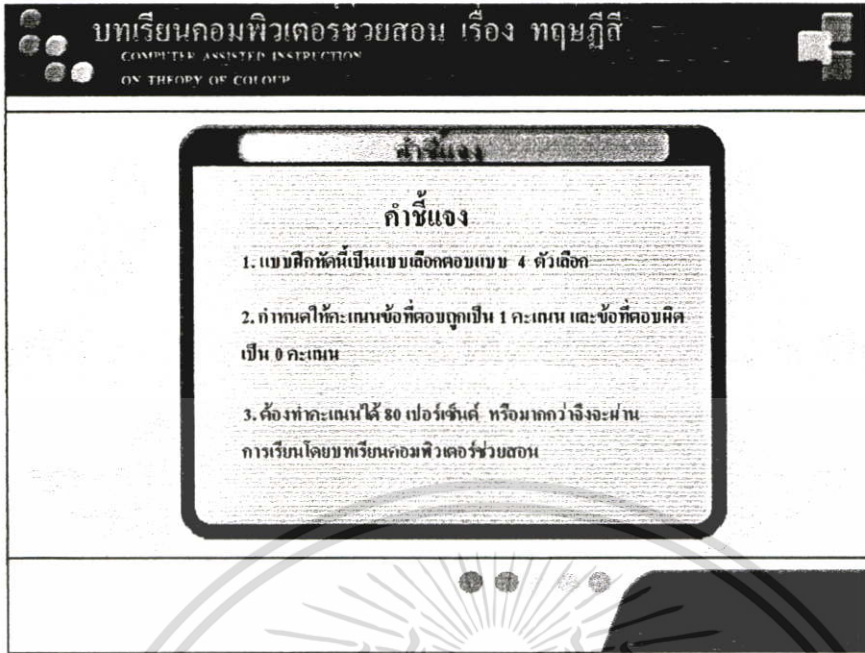 บทเรียนคอมพิวเตอร์ช่วยสอน เรื่อง ทฤษฎีสี
COMPUTER ASSISTED INSTRUCTION
ON THEORY OF COLOUR
คำชี้แจง
คำชี้แจง
1. แบบฝึกหัดนี้เป็นแบบเลือกตอบแบบ 4 ตัวเลือก
2. กำหนดให้คะแนนข้อที่ตอบถูกเป็น 1 คะแนน และข้อที่ตอบผิด
เป็น 0 คะแนน
3. ต้องทำคะแนนได้ 80 เปอร์เซ็นต์ หรือมากกว่าจึงจะผ่าน
การเรียนโดยบทเรียนคอมพิวเตอร์ช่วยสอน